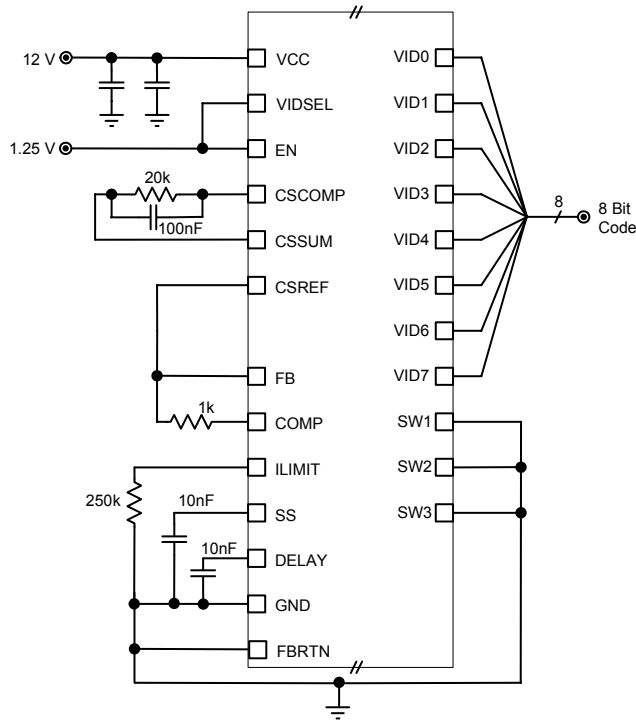 12 V
VCC
VID0
VIDSEL
VID1
1.25 V
EN
VID2
20k
CSCOMP
VID3
100nF
8
8 Bit
Code
CSSUM
VID4
CSREF
VID5
VID6
FB
VID7
1k
COMP
SW1
ILIMIT
SW2
250k
10nF
SS
SW3
10nF
DELAY
GND
FBRTN